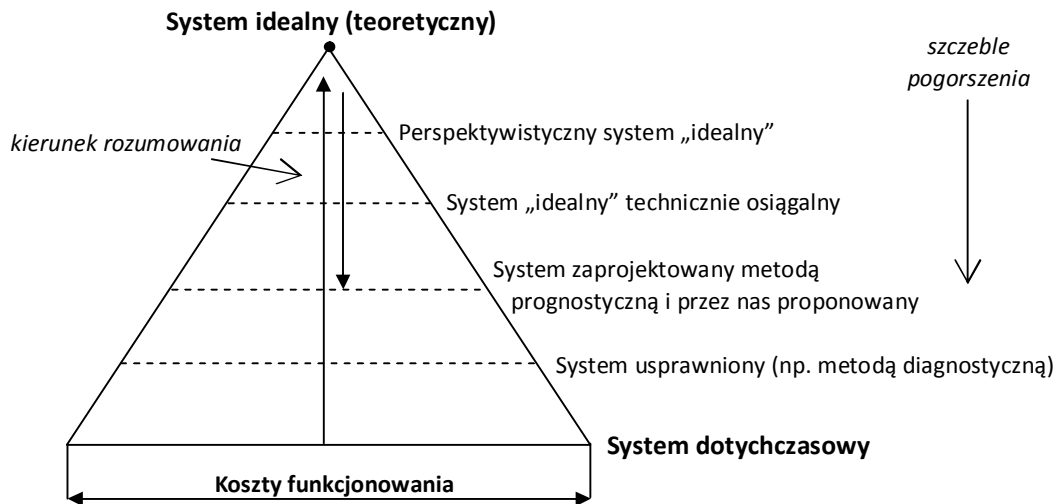 System idealny (teoretyczny)
szczeble
pogorszenia
kierunek rozumowania
Perspektywistyczny system „idealny”
System „idealny” technicznie osiągalny
System zaprojektowany metodą
prognostyczną i przez nas proponowany
System usprawniony (np. metodą diagnostyczną)
System dotychczasowy
Koszty funkcjonowania